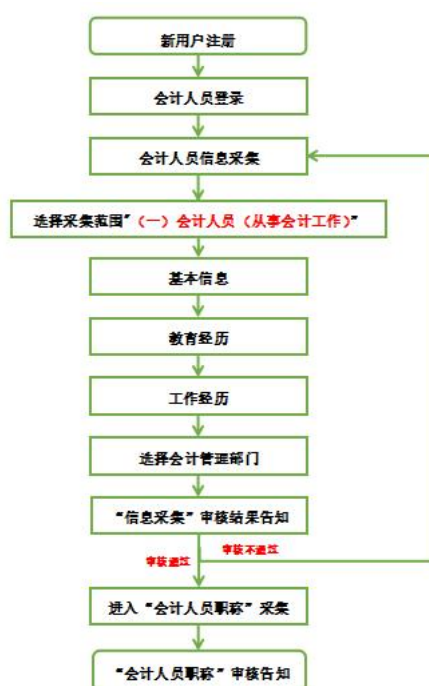 新用户注册
会计人员登录
会计人员信息采集
选择采集范围“（一）会计人员（从事会计工作）”
基本信息
教育经历
工作经历
选择会计管理部门
“信息采集”审核结果告知
审核不通过
审核通过
进入“会计人员职称”采集
“会计人员职称”审核告知